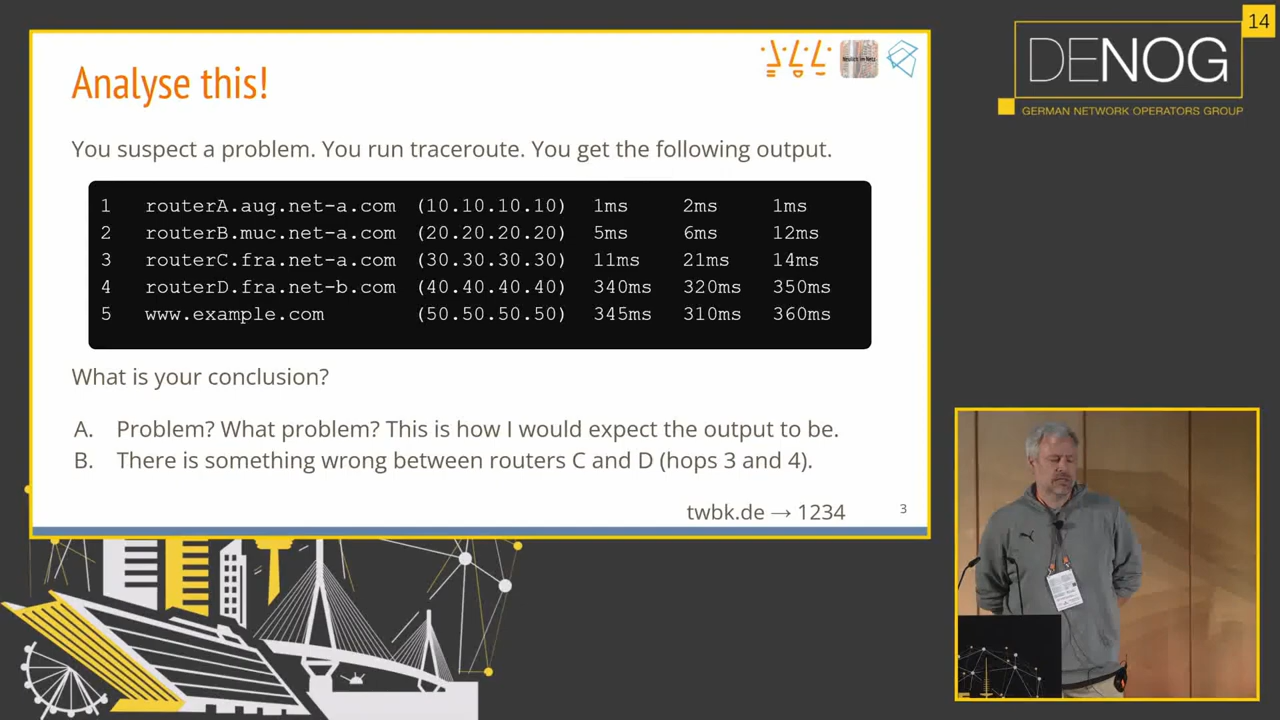 14
DENOG
GERMAN NETWORK OPERATORS GROUP
Analyse this!
You suspect a problem. You run traceroute. You get the following output.
1 routerA.aug.net-a.com (10.10.10.10) 1ms 2ms 1ms
2 routerB.muc.net-a.com (20.20.20.20) 5ms 6ms 12ms
3 routerC.fra.net-a.com (30.30.30.30) 11ms 21ms 14ms
4 routerD.fra.net-b.com (40.40.40.40) 340ms 320ms 350ms
5 www.example.com (50.50.50.50) 345ms 310ms 360ms
What is your conclusion?
A. Problem? What problem? This is how I would expect the output to be.
B. There is something wrong between routers C and D (hops 3 and 4).
twbk.de → 1234
3